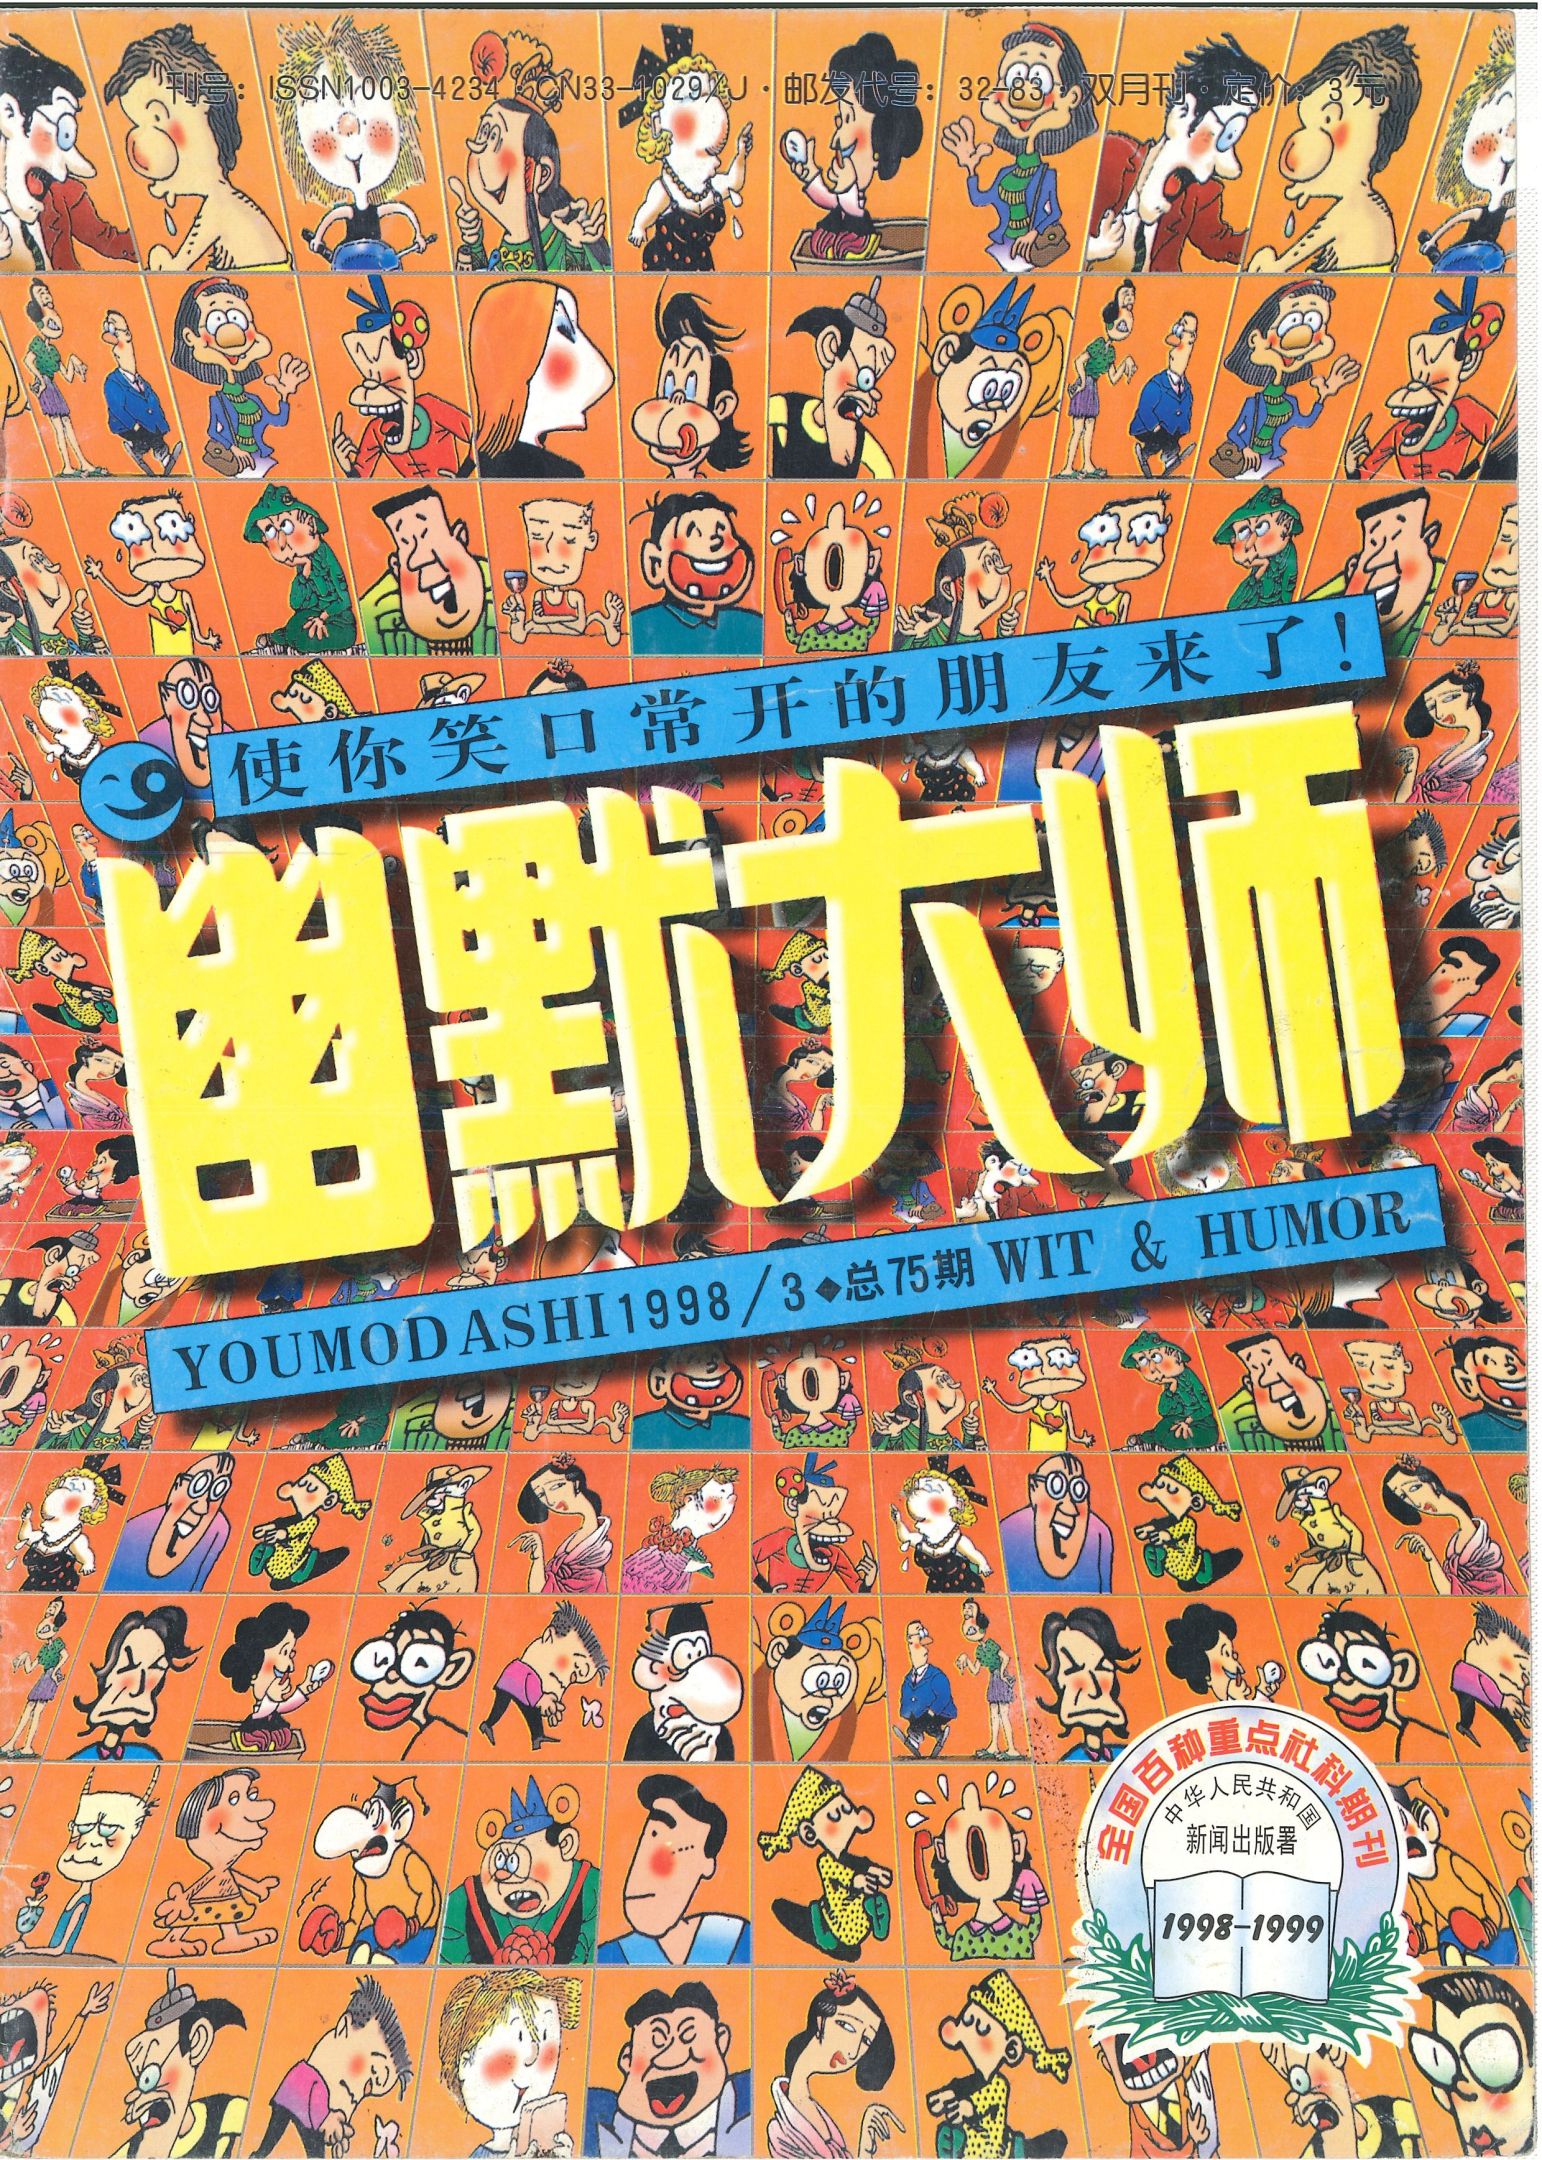 刊号：ISSN1003-4234 CN33-1029/J·邮发代号：32-83·双月刊·定价：3元
使你笑口常开的朋友来了！
幽默大师
YOUMODASHI1998/3◆总75期 WIT & HUMOR
全国百种重点社科期刊
中华人民共和国
新闻出版署
1998-1999